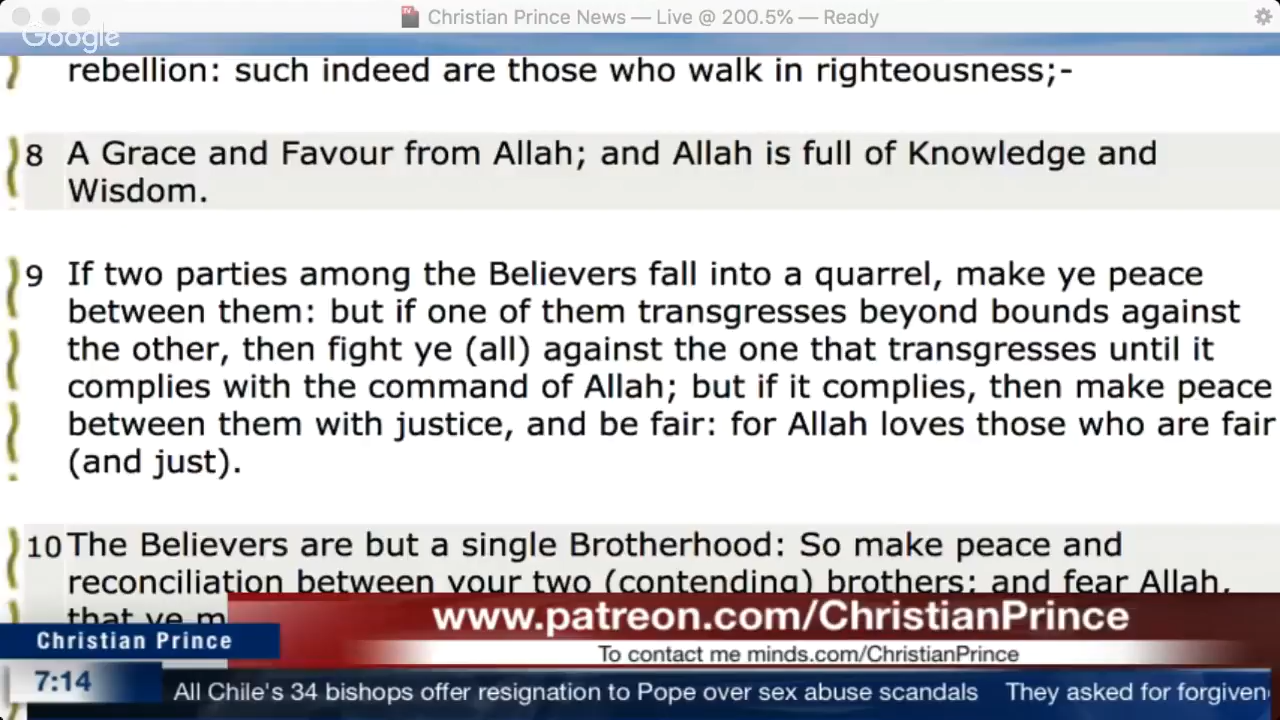 Christian Prince News — Live @ 200.5% — Ready
Google
rebellion: such indeed are those who walk in righteousness;-
8 A Grace and Favour from Allah; and Allah is full of Knowledge and
Wisdom.
9 If two parties among the Believers fall into a quarrel, make ye peace
between them: but if one of them transgresses beyond bounds against
the other, then fight ye (all) against the one that transgresses until it
complies with the command of Allah; but if it complies, then make peace
between them with justice, and be fair: for Allah loves those who are fair
(and just).
10 The Believers are but a single Brotherhood: So make peace and
reconciliation between your two (contending) brothers; and fear Allah,
that ye m
www.patreon.com/ChristianPrince
Christian Prince
To contact me minds.com/ChristianPrince
7:14
All Chile's 34 bishops offer resignation to Pope over sex abuse scandals They asked for forgiven